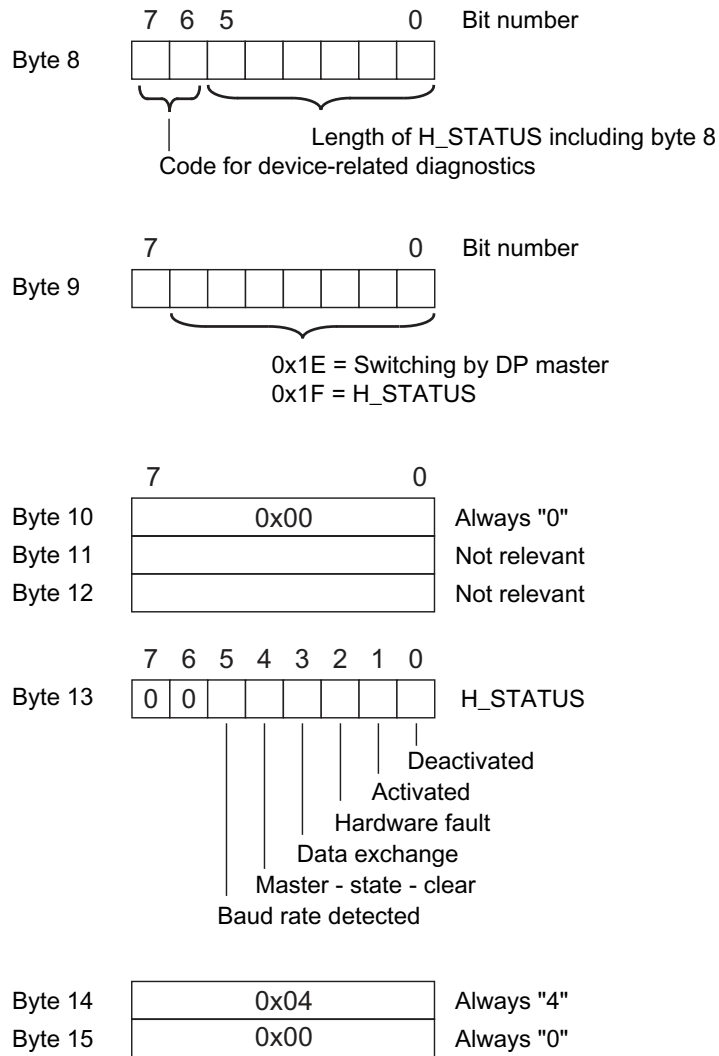 7 6 5 0 Bit number
Byte 8
Length of H_STATUS including byte 8
Code for device-related diagnostics
7 0 Bit number
Byte 9
0x1E = Switching by DP master
0x1F = H_STATUS
7 0
Byte 10 0x00 Always "0"
Byte 11 Not relevant
Byte 12 Not relevant
7 6 5 4 3 2 1 0
Byte 13 0 0 H_STATUS
Deactivated
Activated
Hardware fault
Data exchange
Master - state - clear
Baud rate detected
Byte 14 0x04 Always "4"
Byte 15 0x00 Always "0"